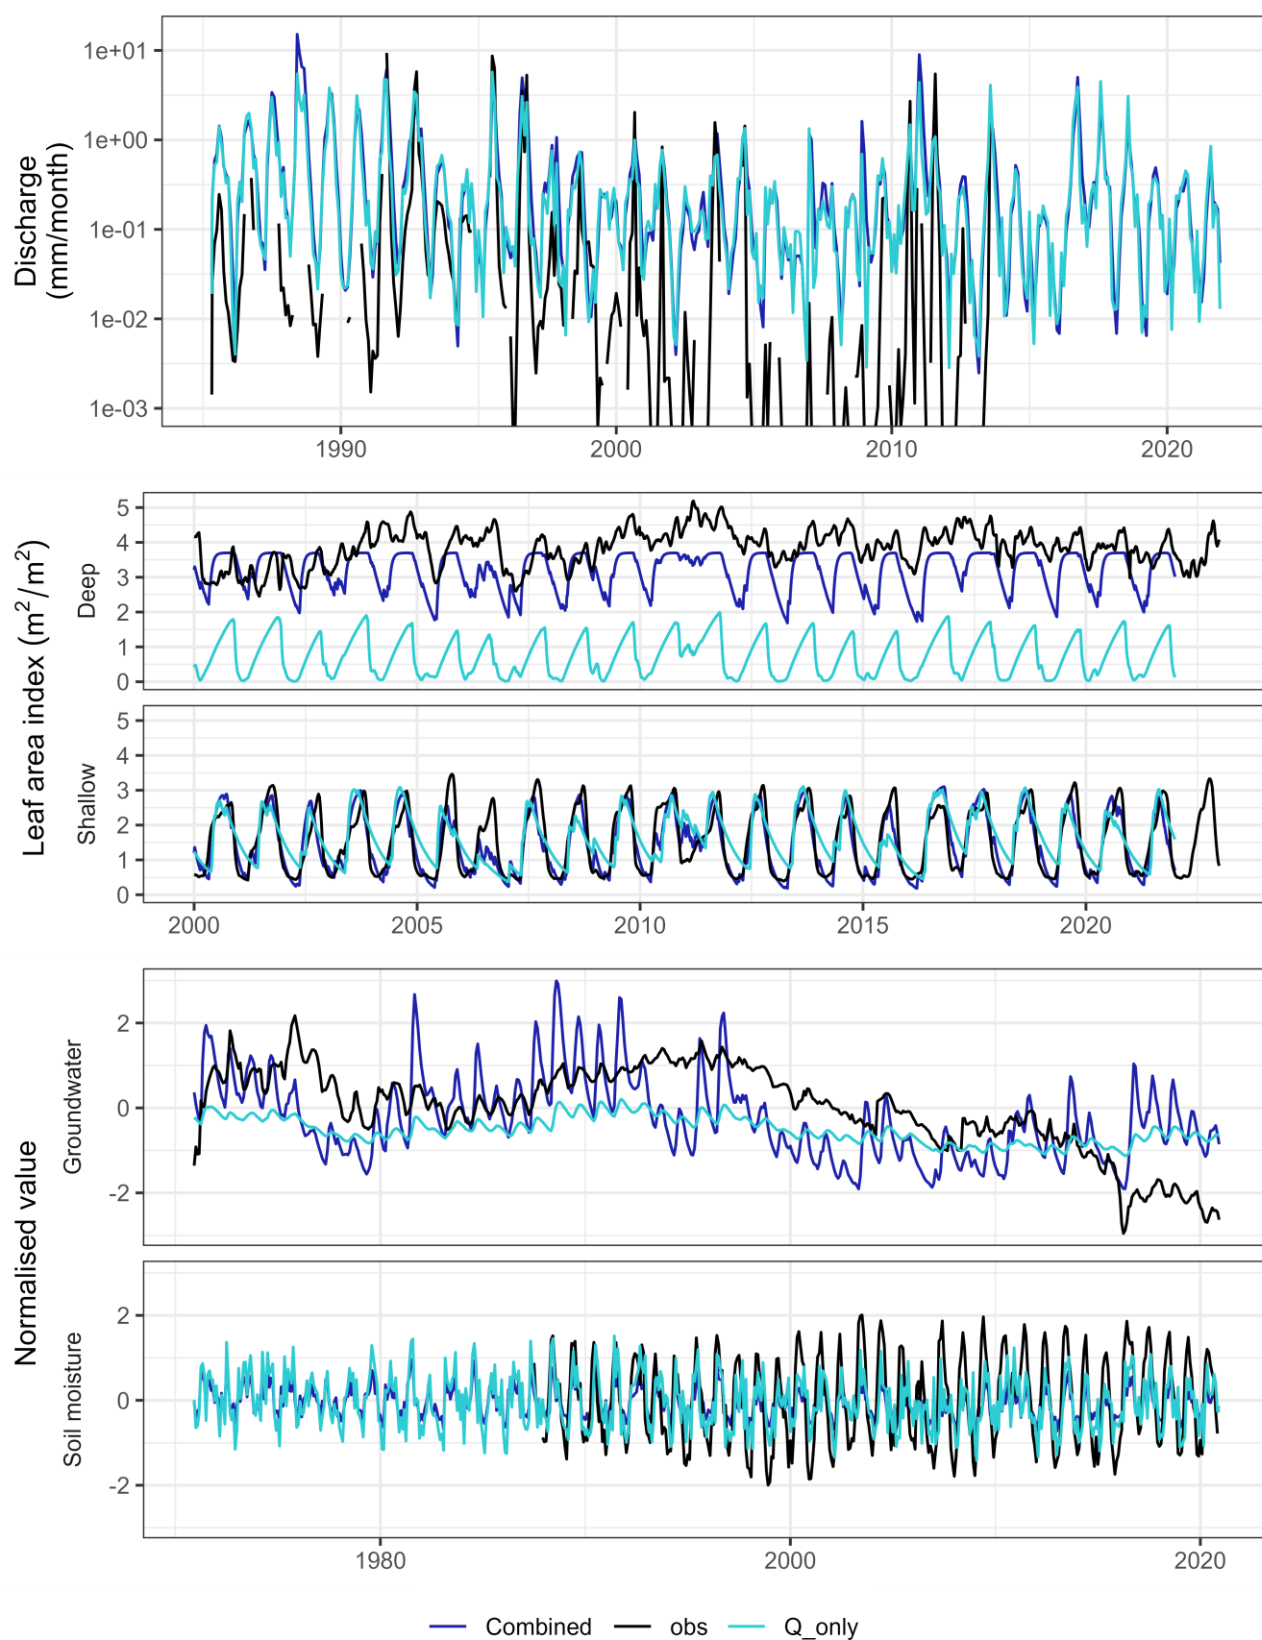 Discharge
(mm/month)
1e+01
1e+00
1e-01
1e-02
1e-03
1990
2000
2010
2020
Leaf area index (m²/m²)
Deep
5
4
3
2
1
0
Shallow
5
4
3
2
1
0
2000
2005
2010
2015
2020
Normalised value
Groundwater
2
0
-2
Soil moisture
2
0
-2
1980
2000
2020
Combined obs Q_only